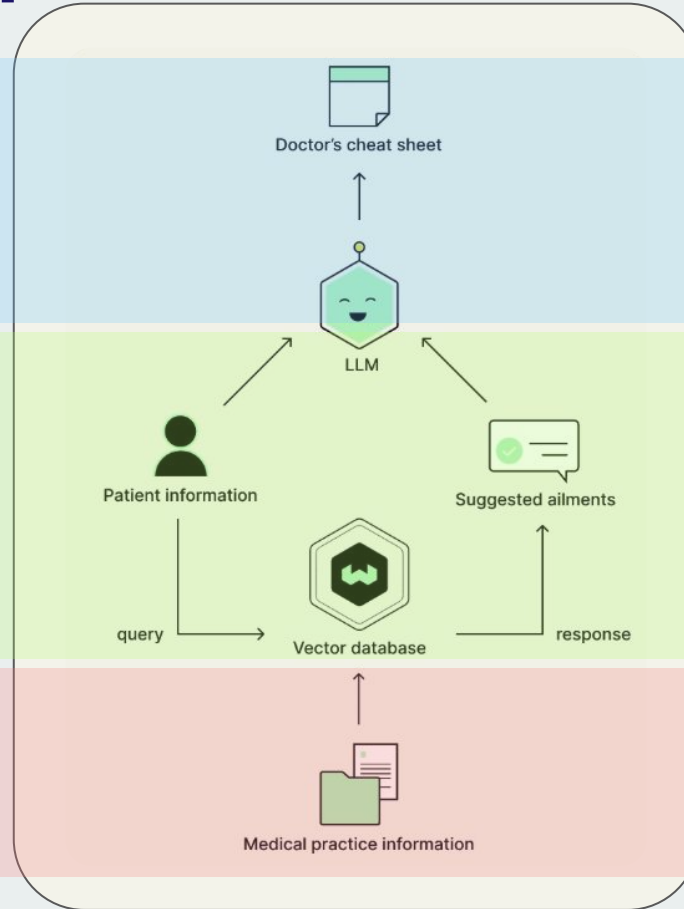 Doctor's cheat sheet
LLM
Patient information
Suggested ailments
query
Vector database
response
Medical practice information